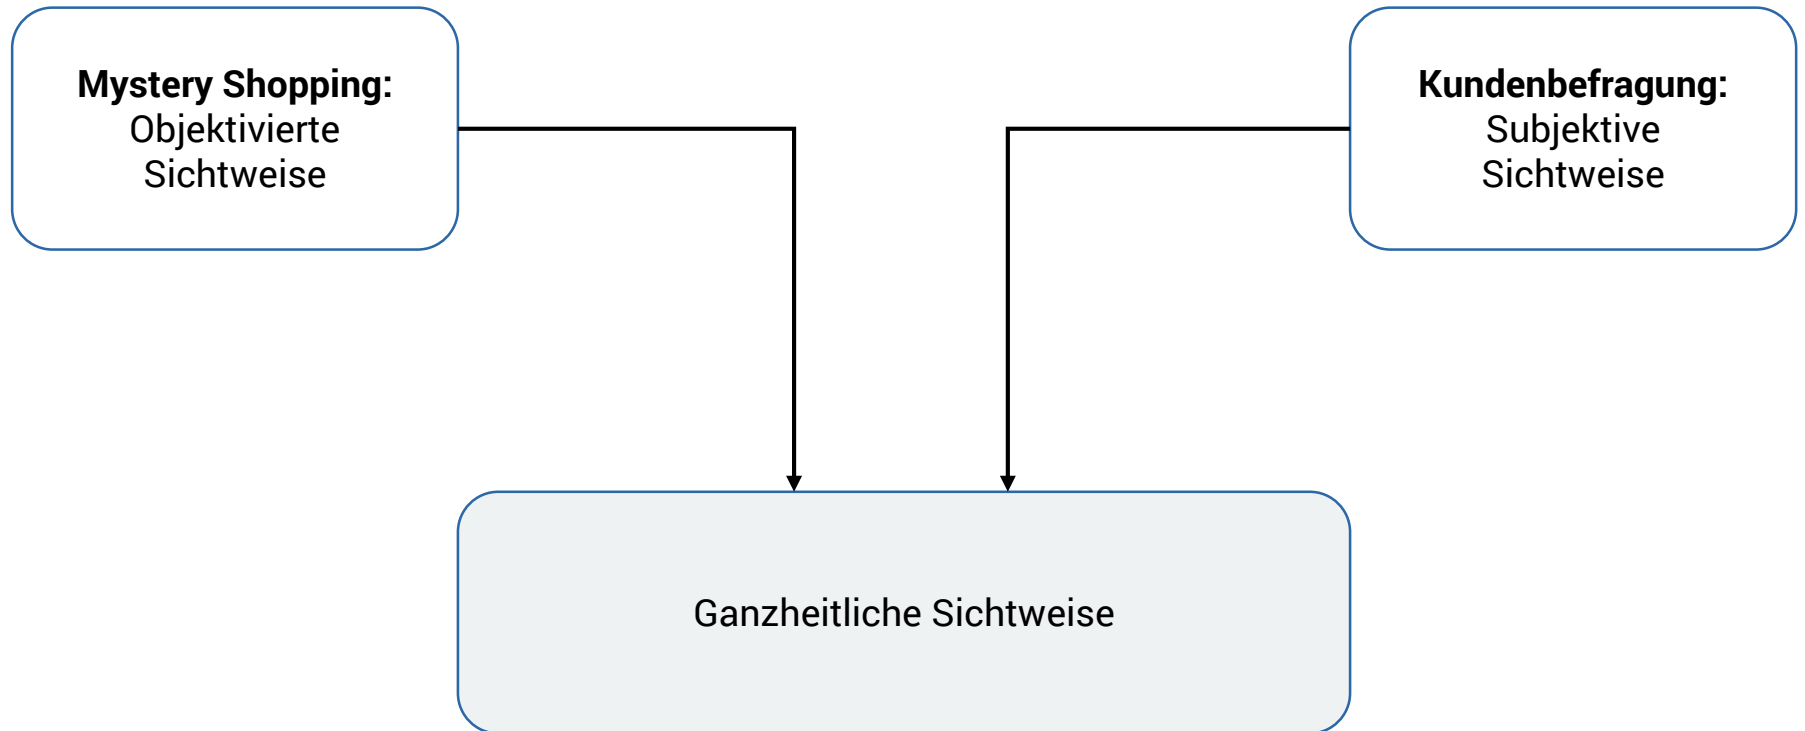 Mystery Shopping:
Objektivierte
Sichtweise
Kundenbefragung:
Subjektive
Sichtweise
Ganzheitliche Sichtweise